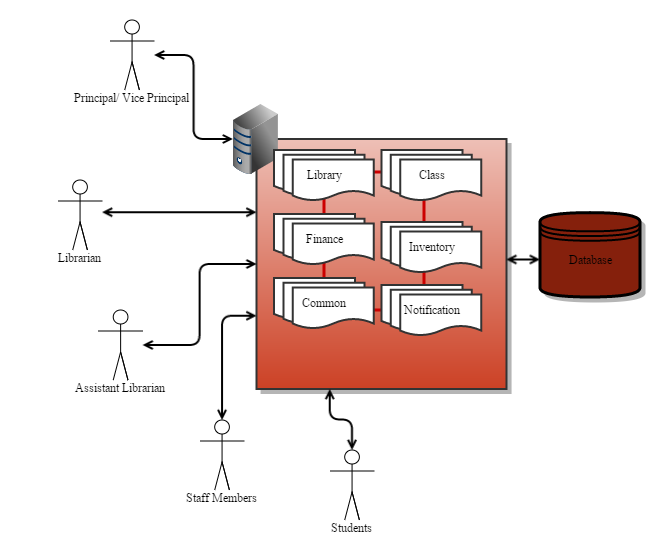 Principal/ Vice Principal
Library
Class
Librarian
Finance
Inventory
Database
Common
Notification
Assistant Librarian
Staff Members
Students